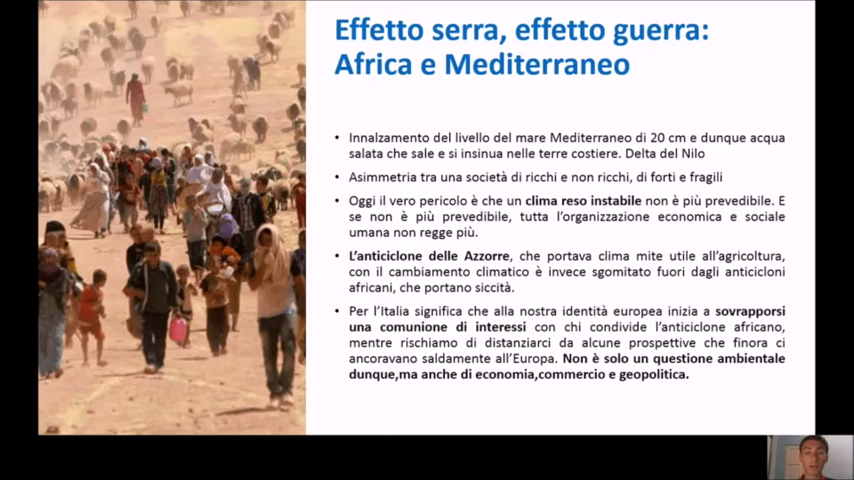 Effetto serra, effetto guerra:
Africa e Mediterraneo
• Innalzamento del livello del mare Mediterraneo di 20 cm e dunque acqua
salata che sale e si insinua nelle terre costiere. Delta del Nilo
• Asimmetria tra una società di ricchi e non ricchi, di forti e fragili
• Oggi il vero pericolo è che un clima reso instabile non è più prevedibile. E
se non è più prevedibile, tutta l’organizzazione economica e sociale
umana non regge più.
• L’anticiclone delle Azzorre, che portava clima mite utile all’agricoltura,
con il cambiamento climatico è invece sgomitato fuori dagli anticicloni
africani, che portano siccità.
• Per l’Italia significa che alla nostra identità europea inizia a sovrapporsi
una comunione di interessi con chi condivide l’anticiclone africano,
mentre rischiamo di distanziarci da alcune prospettive che finora ci
ancoravano saldamente all’Europa. Non è solo un questione ambientale
dunque,ma anche di economia,commercio e geopolitica.